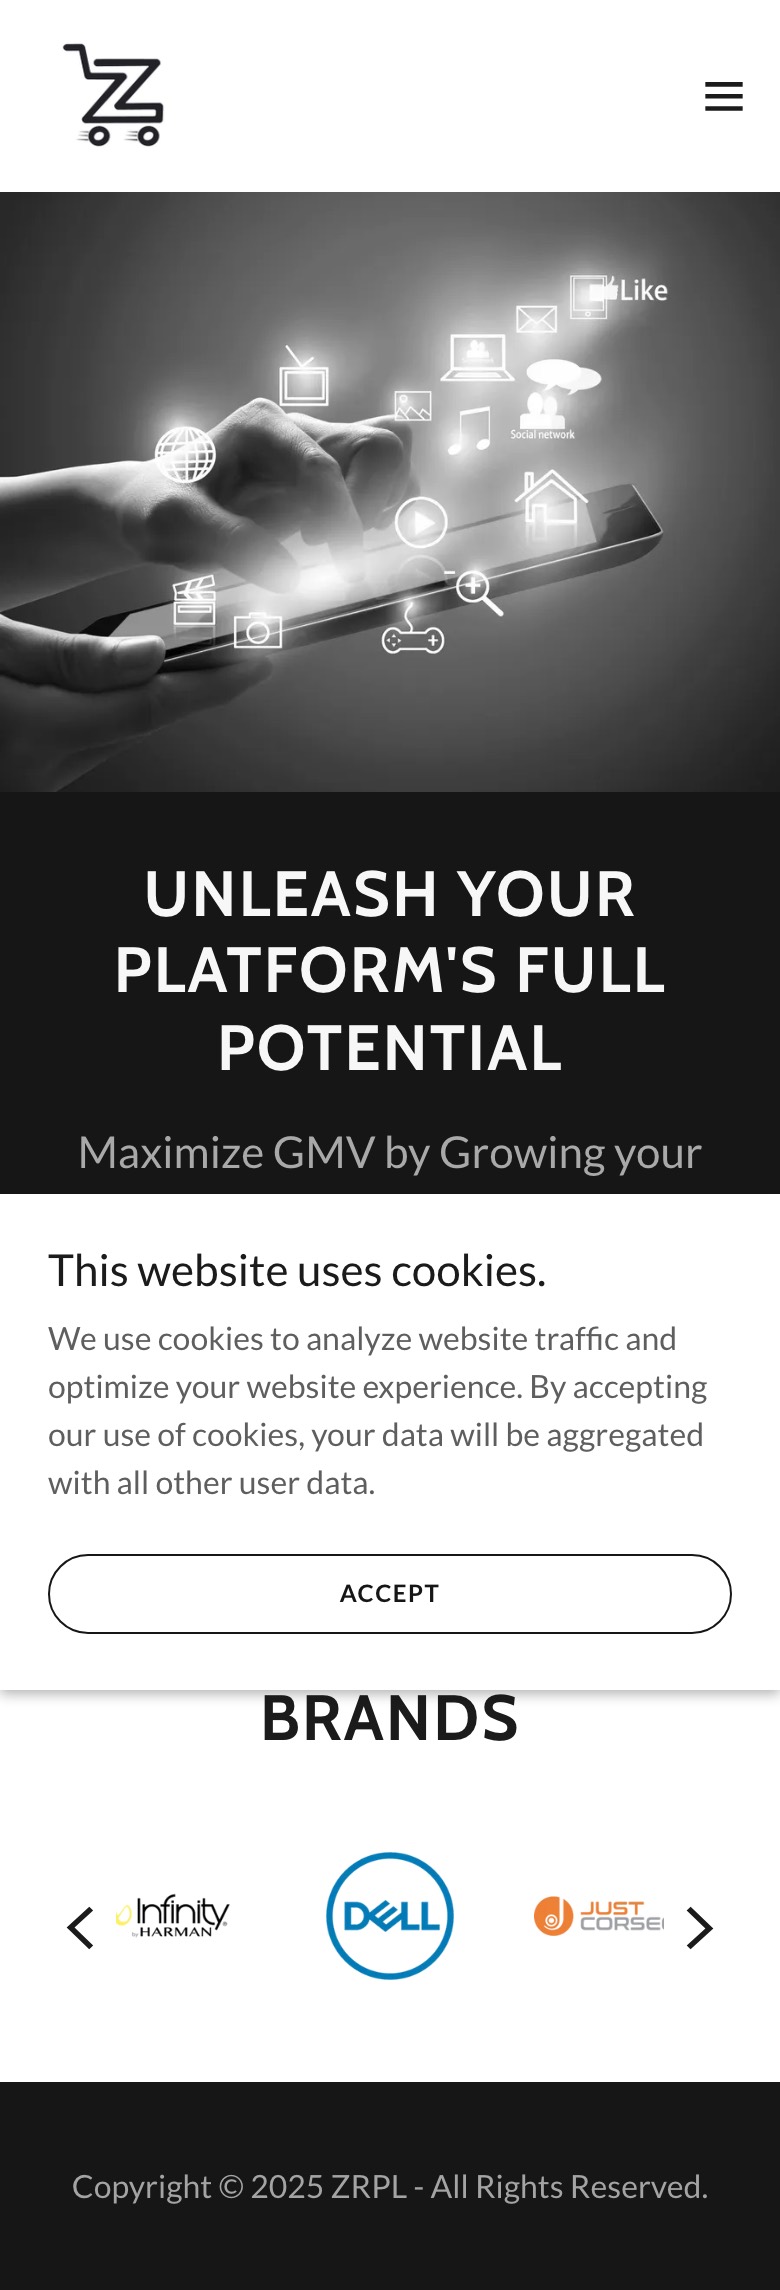 Like
Social network
UNLEASH YOUR
PLATFORM'S FULL
POTENTIAL
Maximize GMV by Growing your
This website uses cookies.
We use cookies to analyze website traffic and
optimize your website experience. By accepting
our use of cookies, your data will be aggregated
with all other user data.
ACCEPT
BRANDS
Infinity
by HARMAN
DELL
JUST
CORSE
Copyright © 2025 ZRPL - All Rights Reserved.